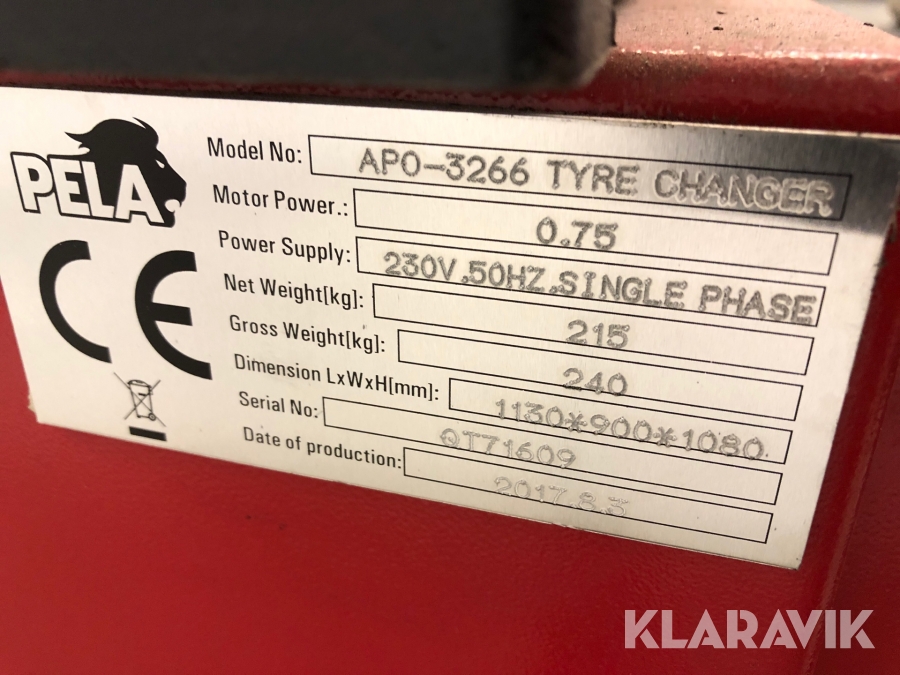 PELA
CE
Model No: APO-3266 TYRE CHANGER
Motor Power.: 0.75
Power Supply: 230V.50HZ.SINGLE PHASE
Net Weight[kg]: 215
Gross Weight[kg]: 240
Dimension LxWxH[mm]: 1130*900*1080
Serial No: QT71609
Date of production: 2017.8.3
KLARAVIK